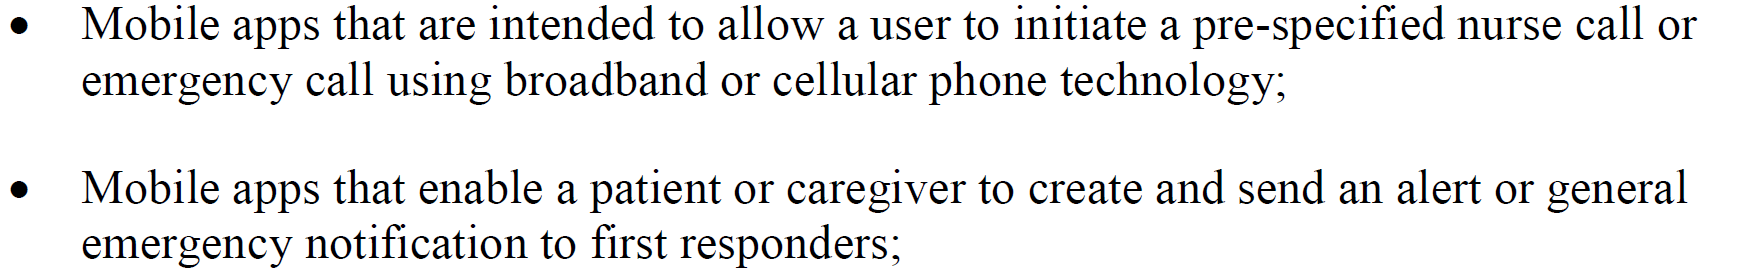 • Mobile apps that are intended to allow a user to initiate a pre-specified nurse call or
emergency call using broadband or cellular phone technology;
• Mobile apps that enable a patient or caregiver to create and send an alert or general
emergency notification to first responders;